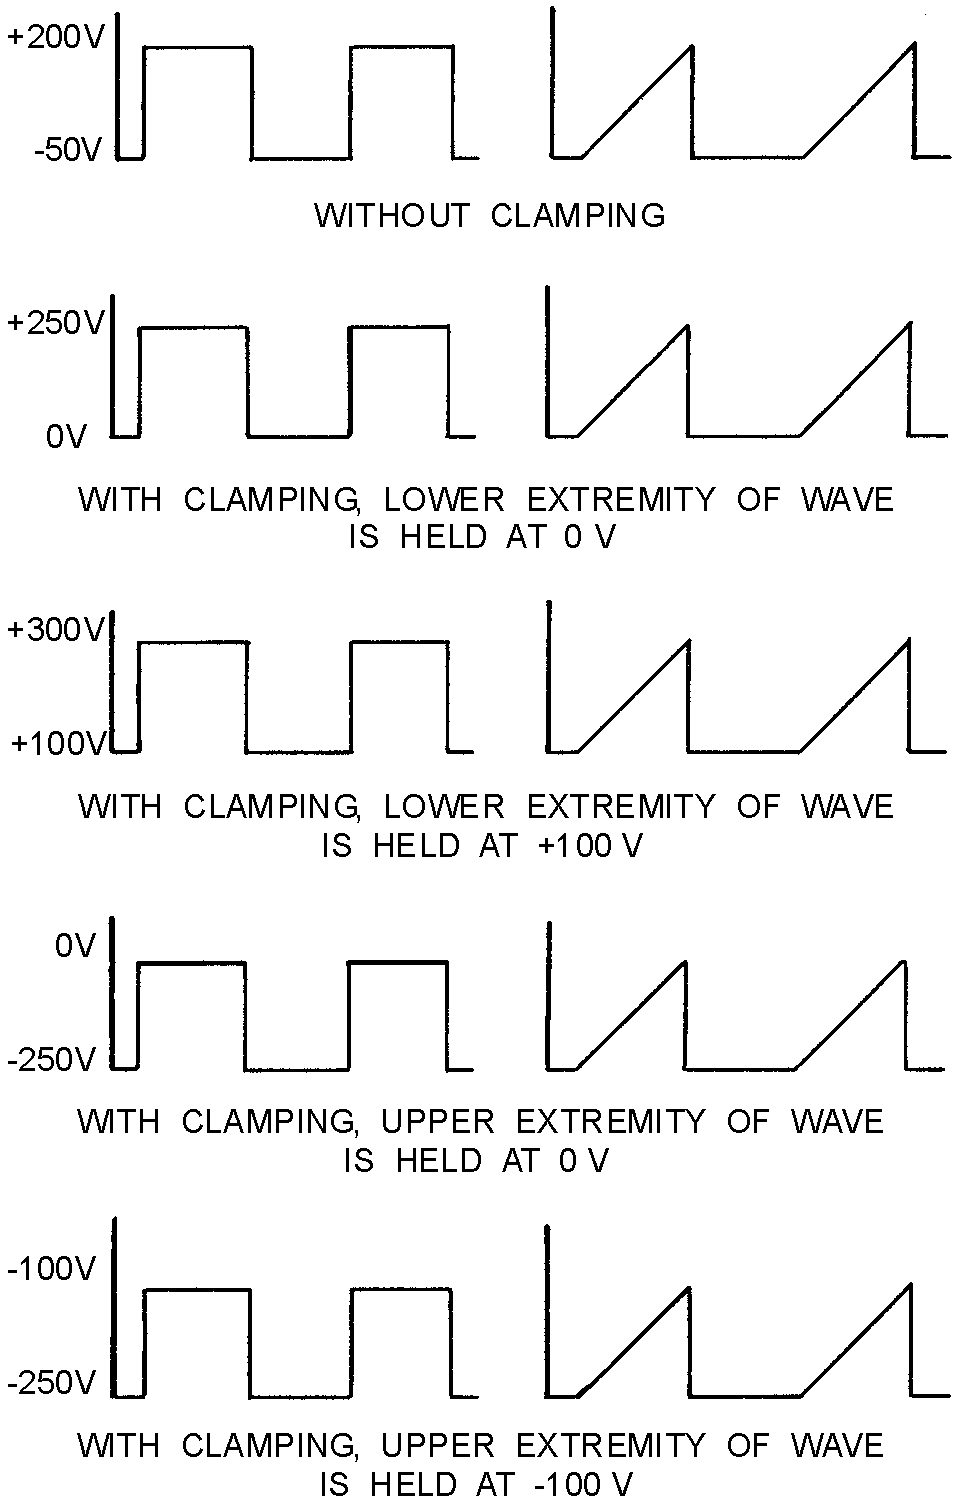 +200V
-50V
WITHOUT CLAMPING
+250V
0V
WITH CLAMPING, LOWER EXTREMITY OF WAVE
IS HELD AT 0 V
+300V
+100V
WITH CLAMPING, LOWER EXTREMITY OF WAVE
IS HELD AT +100 V
0V
-250V
WITH CLAMPING, UPPER EXTREMITY OF WAVE
IS HELD AT 0 V
-100V
-250V
WITH CLAMPING, UPPER EXTREMITY OF WAVE
IS HELD AT -100 V